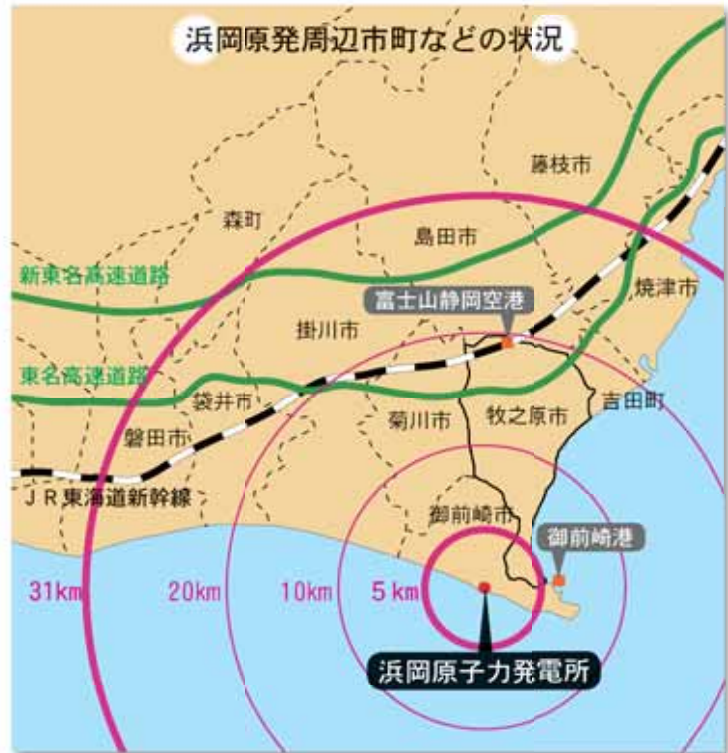 浜岡原発周辺市町などの状況
藤枝市
森町
島田市
新東名高速道路
焼津市
富士山静岡空港
掛川市
東名高速道路
袋井市
吉田町
菊川市
牧之原市
磐田市
JR東海道新幹線
御前崎市
御前崎港
31km
20km
10km
5km
浜岡原子力発電所